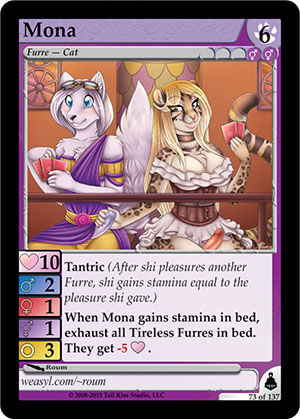 Mona
6
Furre — Cat
10
2
1
1
3
Tantric (After shi pleasures another
Furre, shi gains stamina equal to the
pleasure shi gave.)
When Mona gains stamina in bed,
exhaust all Tireless Furres in bed.
They get -5 .
Roum
weasyl.com/~roum
73 of 137
© 2008-2015 Tail Kiss Studio, LLC